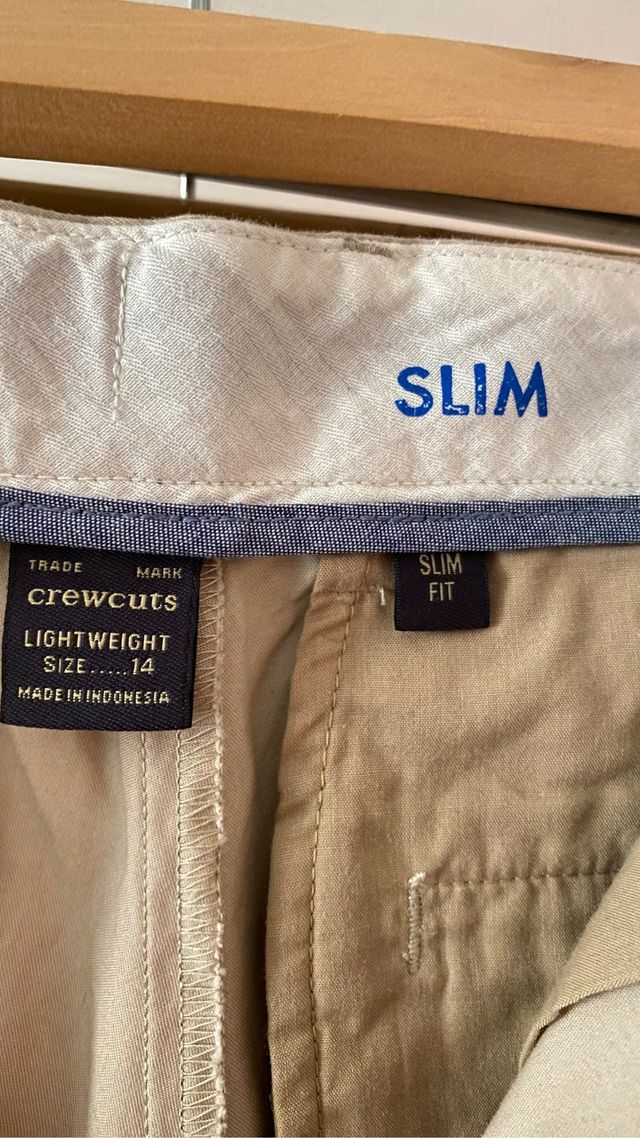 SLIM
TRADE MARK
crewcuts
LIGHTWEIGHT
SIZE.....14
MADE IN INDONESIA
SLIM
FIT